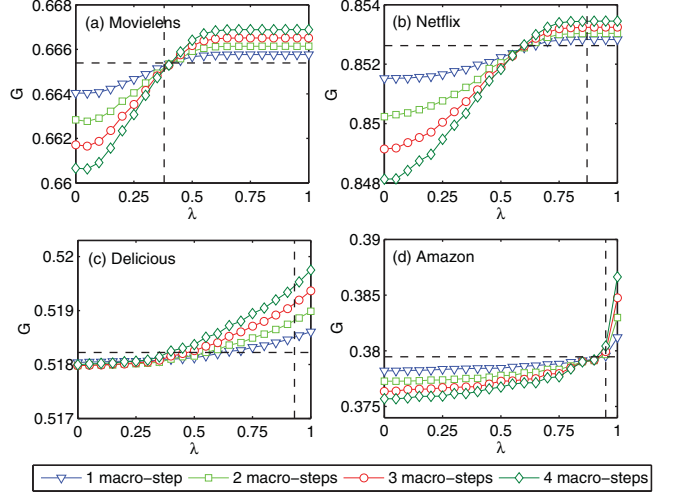 (a) Movielens
0.668
0.666
0.664
0.662
0.66
G
0 0.25 0.5 0.75 1
λ
(b) Netflix
0.854
0.852
0.85
0.848
G
0 0.25 0.5 0.75 1
λ
(c) Delicious
0.52
0.519
0.518
0.517
G
0 0.25 0.5 0.75 1
λ
(d) Amazon
0.39
0.385
0.38
0.375
G
0 0.25 0.5 0.75 1
λ
1 macro−step 2 macro−steps 3 macro−steps 4 macro−steps